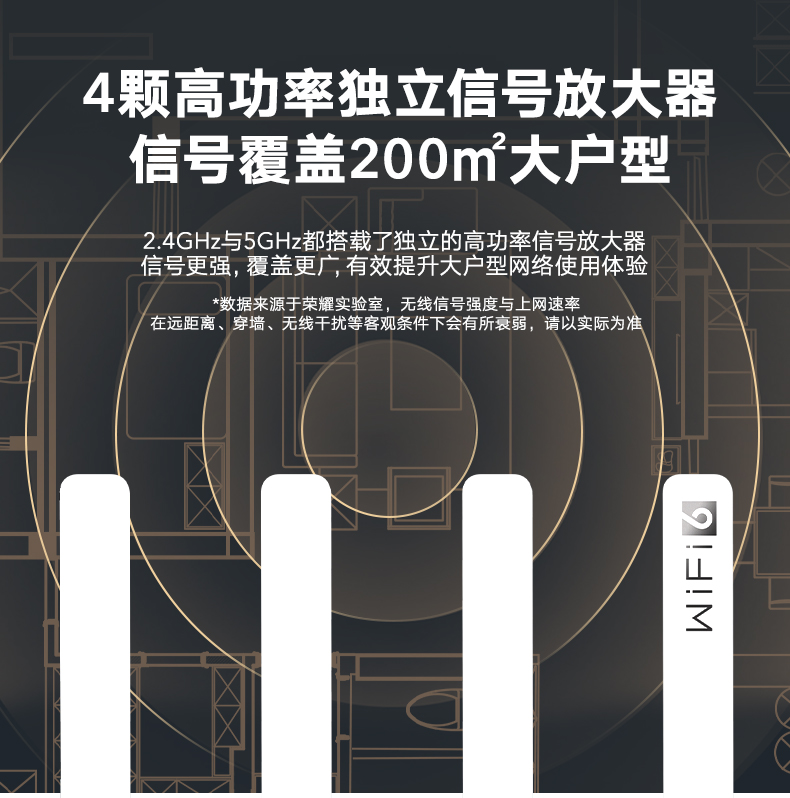 4颗高功率独立信号放大器
信号覆盖200㎡大户型
2.4GHz与5GHz都搭载了独立的高功率信号放大器
信号更强, 覆盖更广, 有效提升大户型网络使用体验
*数据来源于荣耀实验室，无线信号强度与上网速率
在远距离、穿墙、无线干扰等客观条件下会有所衰弱，请以实际为准
WiFi 6